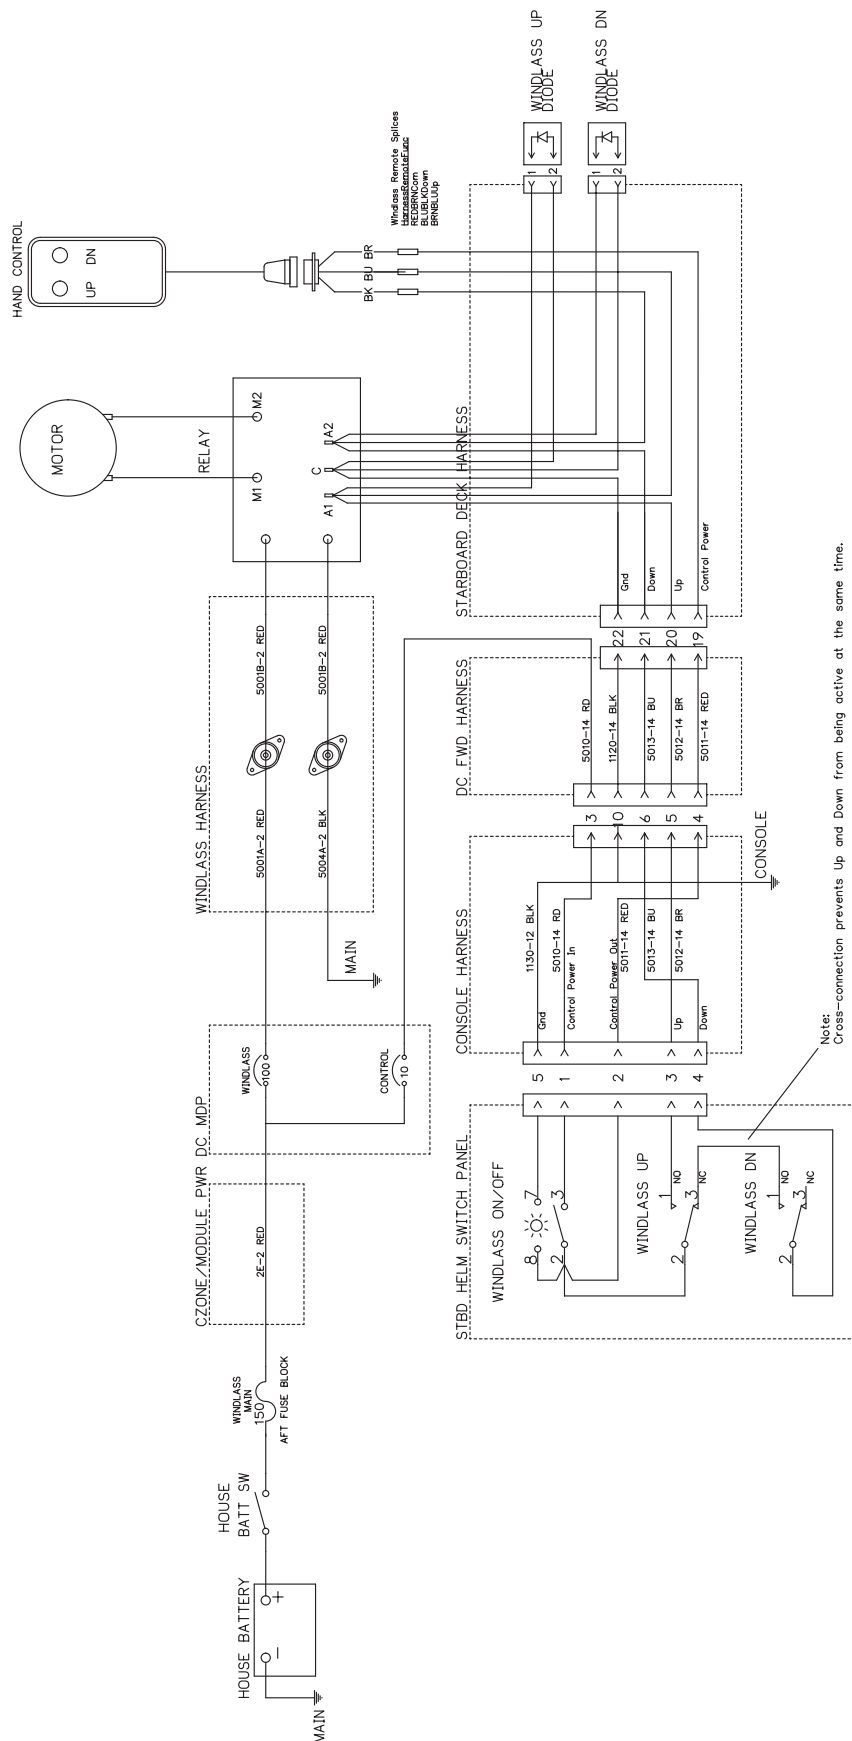 HAND CONTROL
UP DN
MOTOR
RELAY
M1
M2
A1
C
A2
BK BU BR
Windlass Remote Splices
HarnessRemoteFunc
REDBRNCom
BLUBLKDown
BRNBLUUp
WINDLASS UP
DIODE
WINDLASS DN
DIODE
1
2
1
2
STARBOARD DECK HARNESS
Gnd
Down
Up
Control Power
22
21
20
19
WINDLASS HARNESS
5001A-2 RED
5001B-2 RED
5004A-2 BLK
5001B-2 RED
MAIN
DC FWD HARNESS
5010-14 RD
1120-14 BLK
5013-14 BU
5012-14 BR
5011-14 RED
3
10
6
5
4
CONSOLE HARNESS
1130-12 BLK
5010-14 RD
5011-14 RED
5013-14 BU
5012-14 BR
Gnd
Control Power In
Control Power Out
Up
Down
CONSOLE
5
1
2
3
4
DC MDP
WINDLASS
100
CONTROL
10
CZONE/MODULE PWR
2E-2 RED
WINDLASS
MAIN
150
AFT FUSE BLOCK
HOUSE
BATT SW
HOUSE BATTERY
- +
MAIN
STBD HELM SWITCH PANEL
WINDLASS ON/OFF
8 7
2 3
WINDLASS UP
1 NO
2 3 NC
WINDLASS DN
1 NO
2 3 NC
Note:
Cross-connection prevents Up and Down from being active at the same time.